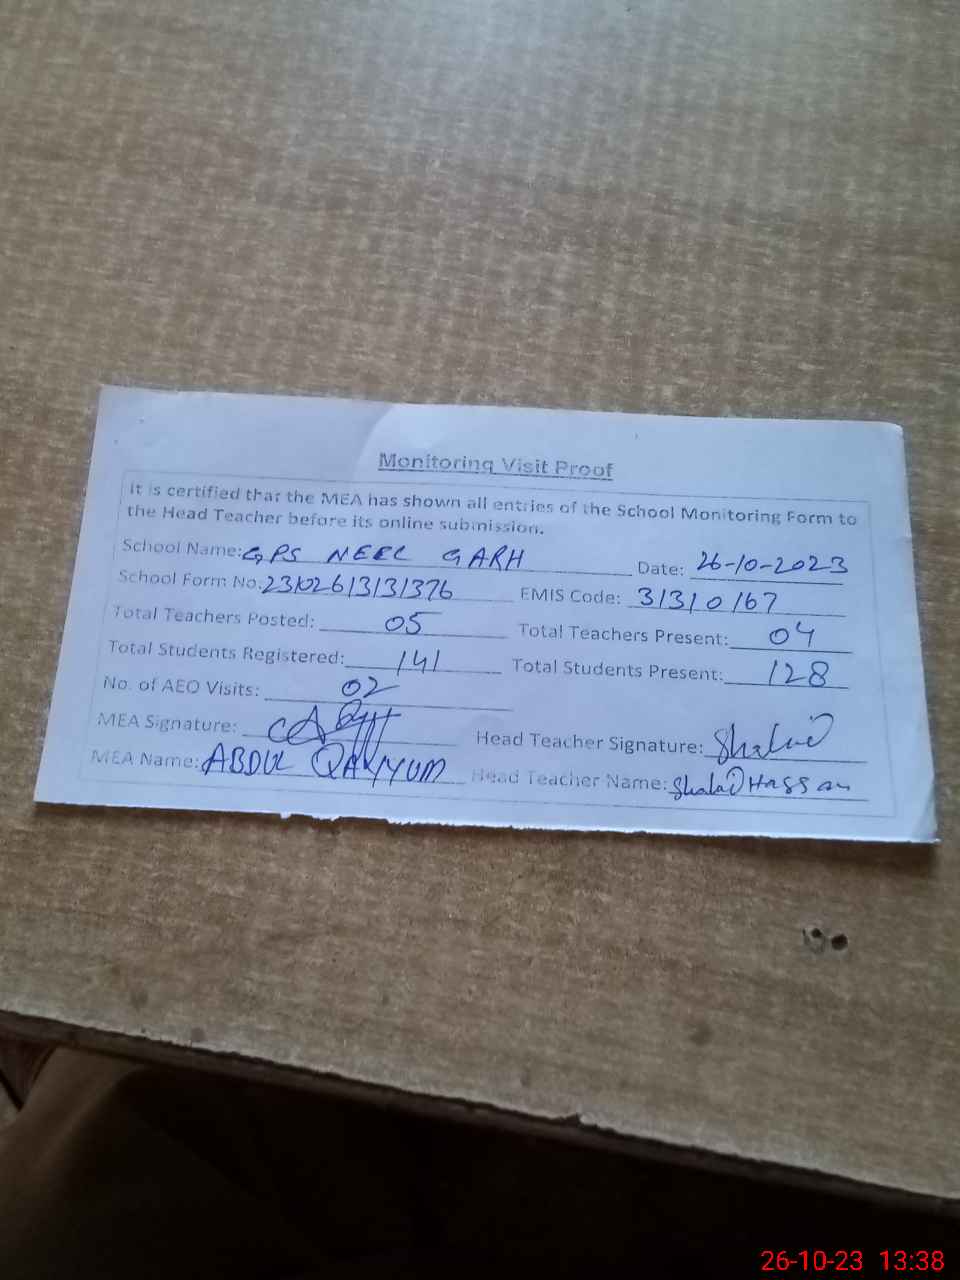 Monitoring Visit Proof
It is certified that the MEA has shown all entries of the School Monitoring Form to
the Head Teacher before its online submission.
School Name: GPS NEEL GARH Date: 26-10-2023
School Form No. 2302613131376 EMIS Code: 31310167
Total Teachers Posted: 05 Total Teachers Present: 04
Total Students Registered: 141 Total Students Present: 128
No. of AEO Visits: 02
MEA Signature: Head Teacher Signature: Shahid
MEA Name: ABDUL QAYYUM Head Teacher Name: Shahid Hassan
26-10-23 13:38